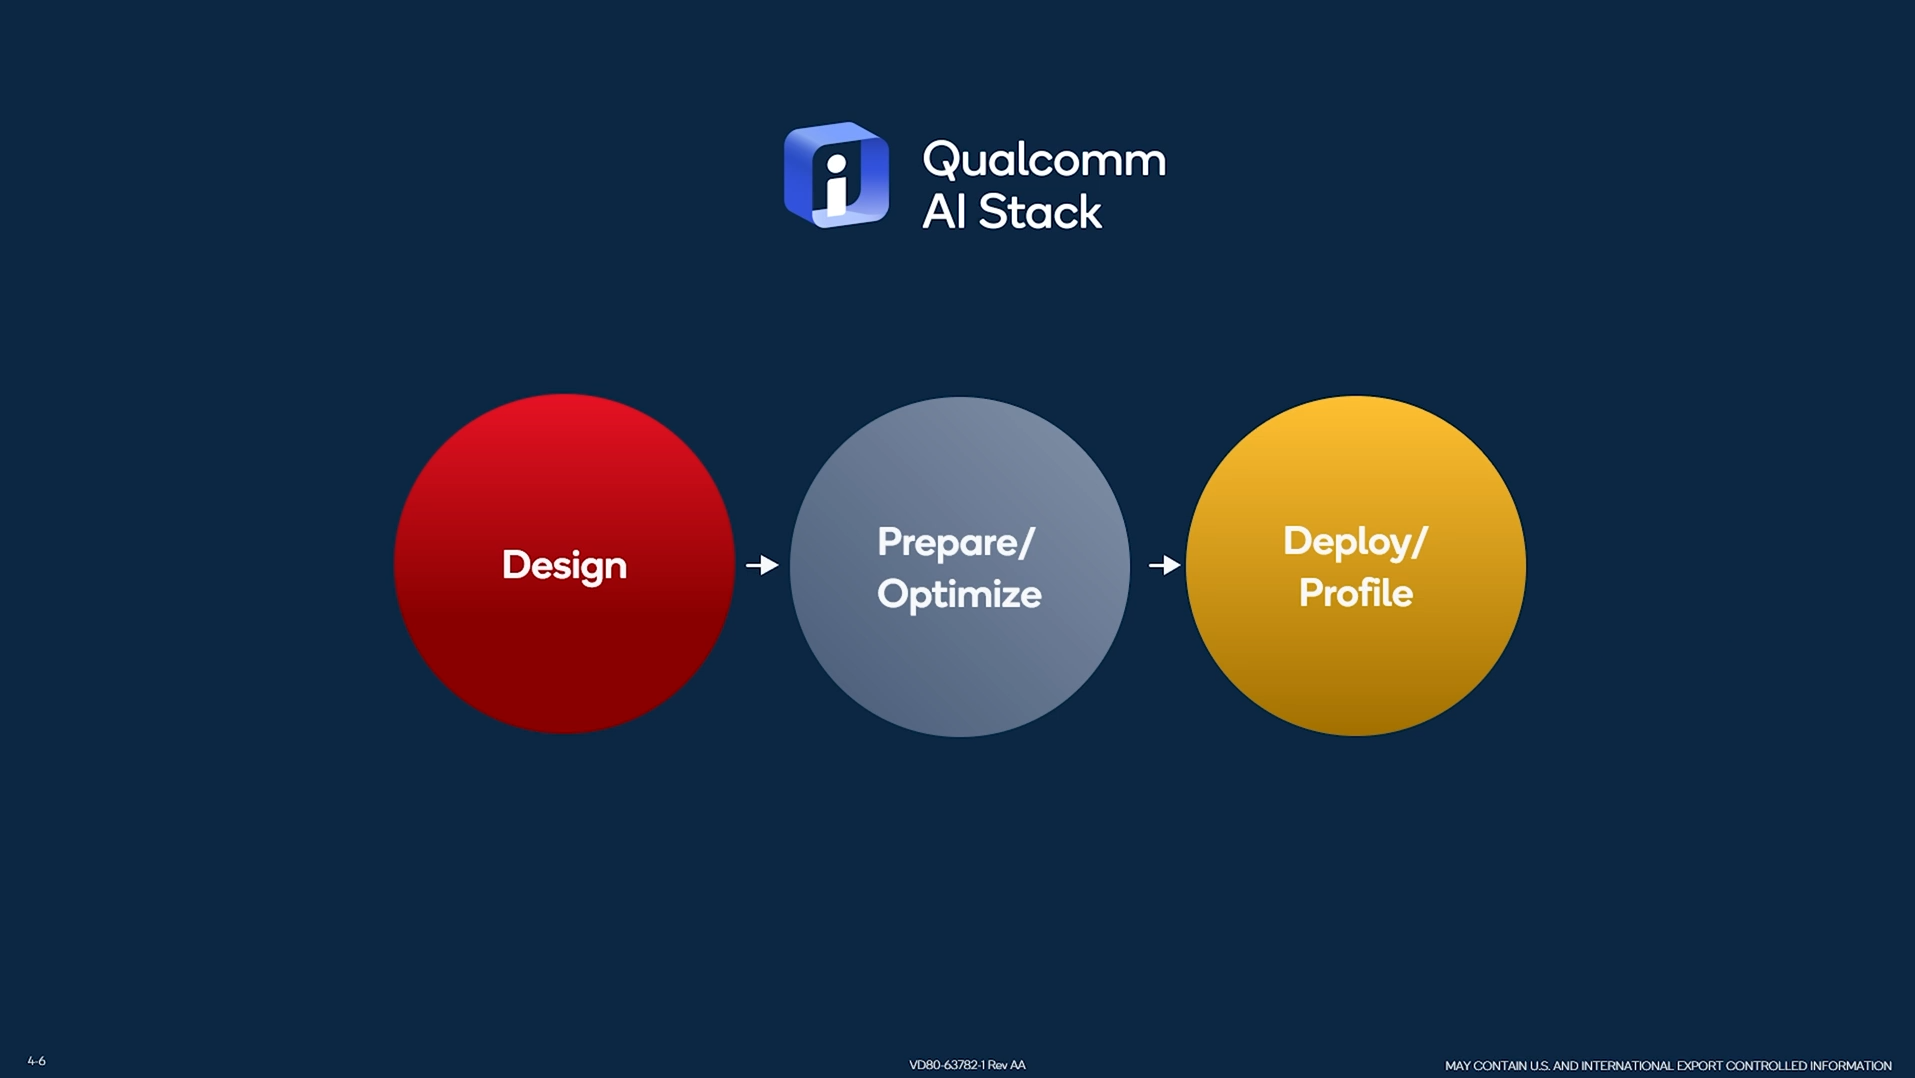 Qualcomm
AI Stack
Design
Prepare/
Optimize
Deploy/
Profile
4-6
VD80-63782-1 Rev AA
MAY CONTAIN U.S. AND INTERNATIONAL EXPORT CONTROLLED INFORMATION